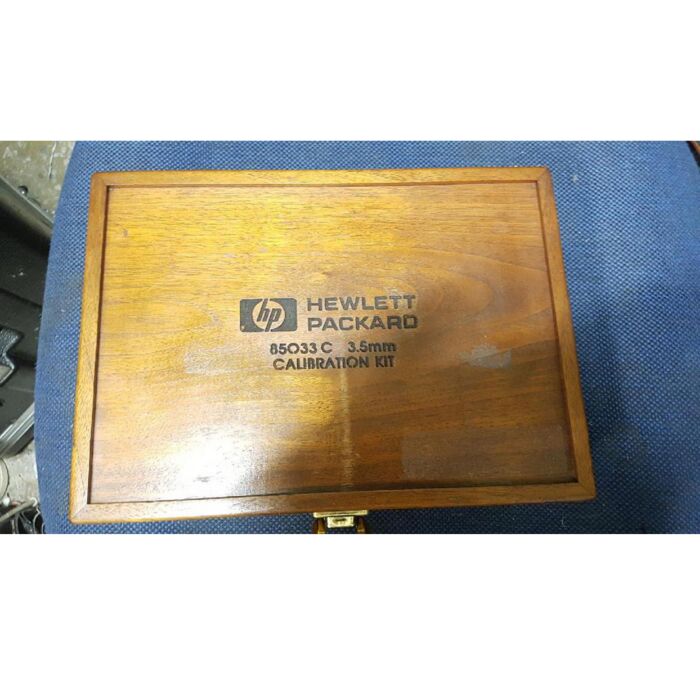 hp HEWLETT
PACKARD
85033C 3.5mm
CALIBRATION KIT